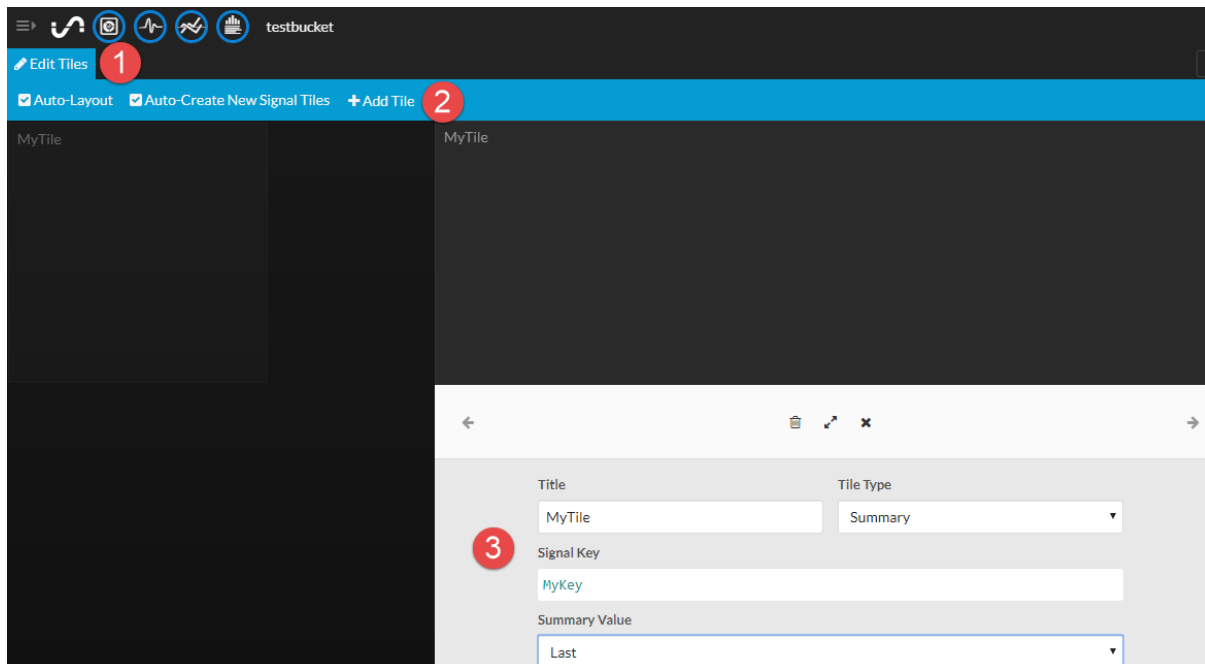 testbucket
Edit Tiles 1
Auto-Layout Auto-Create New Signal Tiles +Add Tile 2
MyTile MyTile
Title Tile Type
MyTile Summary
3 Signal Key
MyKey
Summary Value
Last